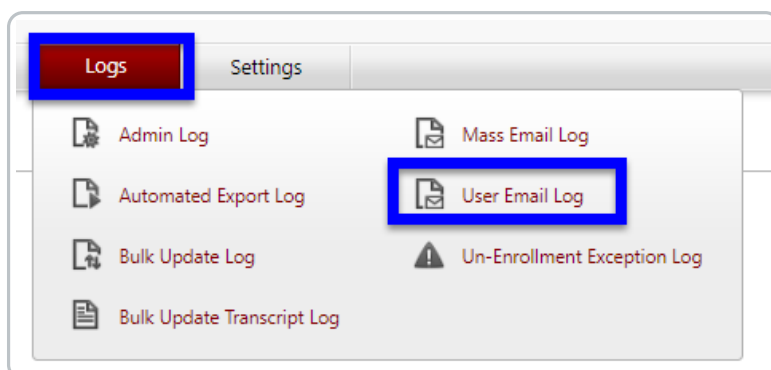 Logs
Settings
Admin Log
Mass Email Log
Automated Export Log
User Email Log
Bulk Update Log
Un-Enrollment Exception Log
Bulk Update Transcript Log